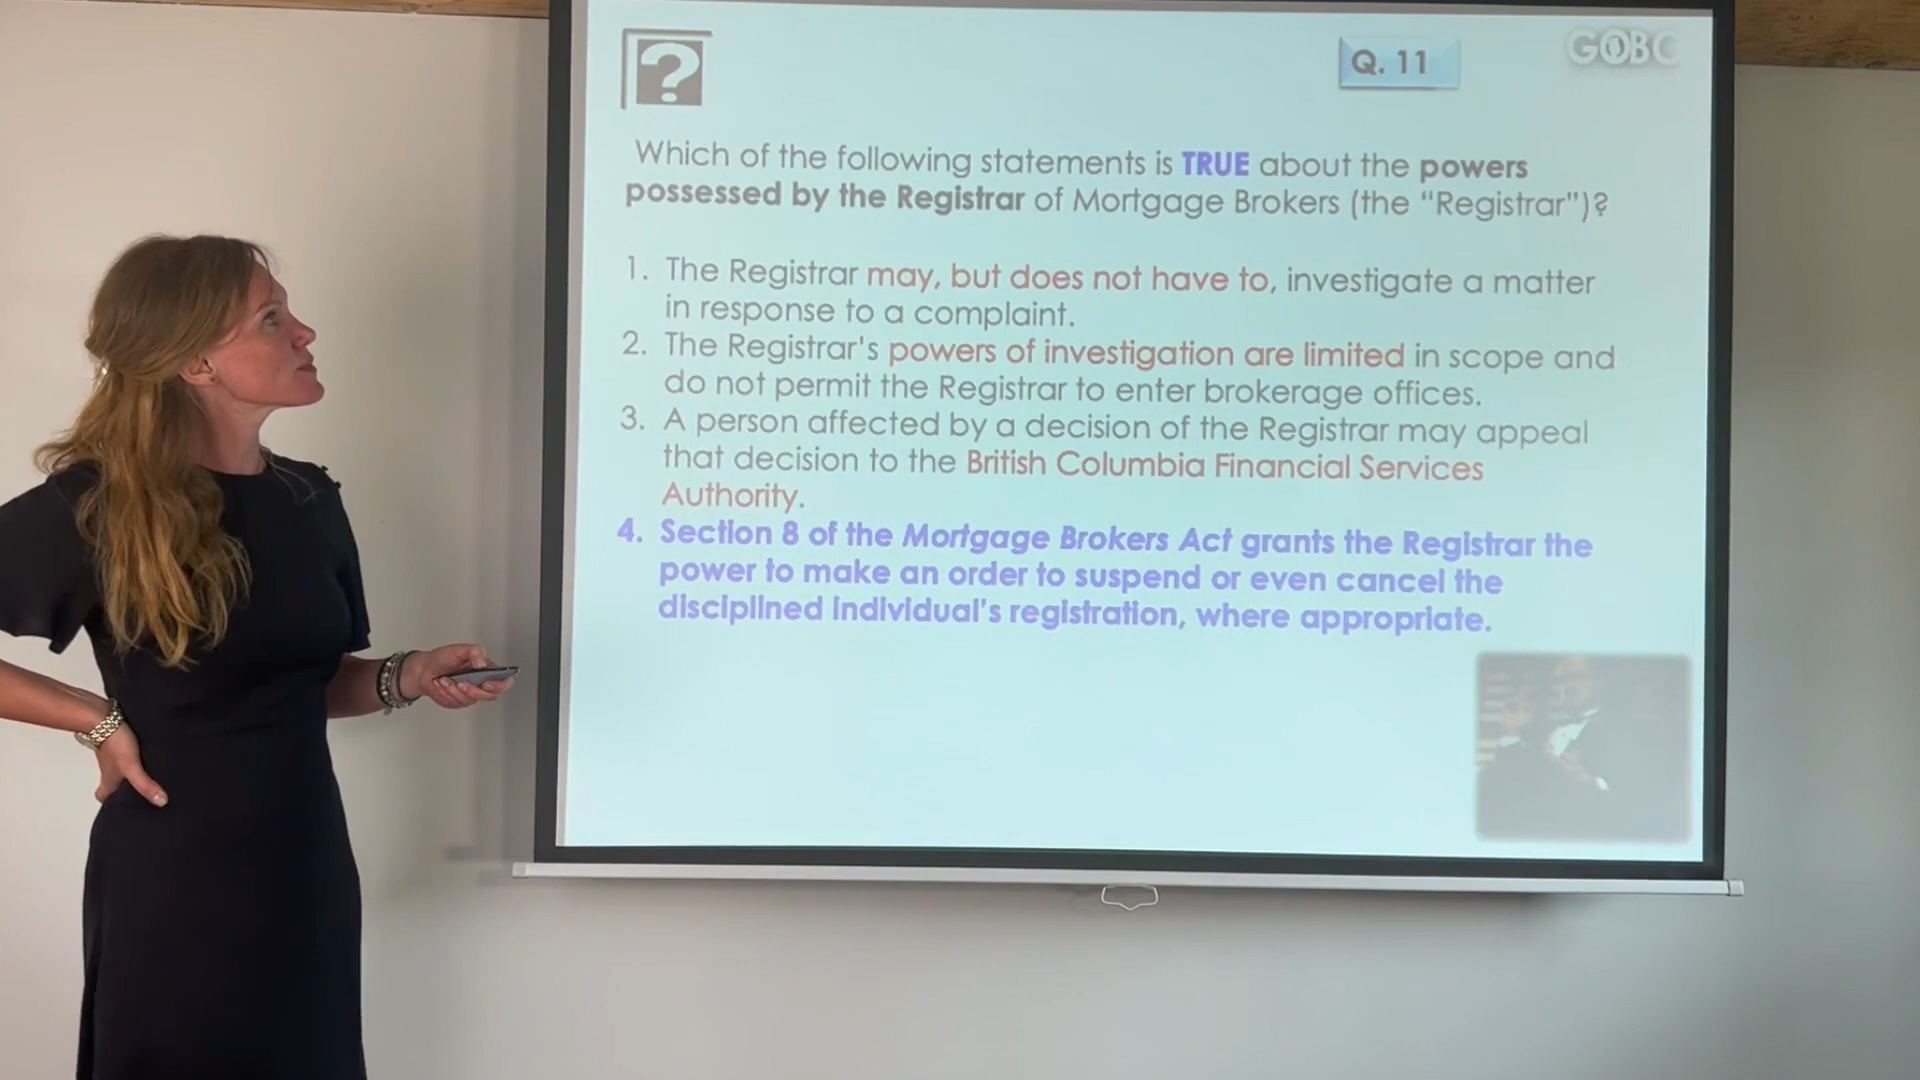 ?
Q. 11
GOBC
Which of the following statements is TRUE about the powers
possessed by the Registrar of Mortgage Brokers (the “Registrar")?
1. The Registrar may, but does not have to, investigate a matter
in response to a complaint.
2. The Registrar's powers of investigation are limited in scope and
do not permit the Registrar to enter brokerage offices.
3. A person affected by a decision of the Registrar may appeal
that decision to the British Columbia Financial Services
Authority.
4. Section 8 of the Mortgage Brokers Act grants the Registrar the
power to make an order to suspend or even cancel the
disciplined individual's registration, where appropriate.